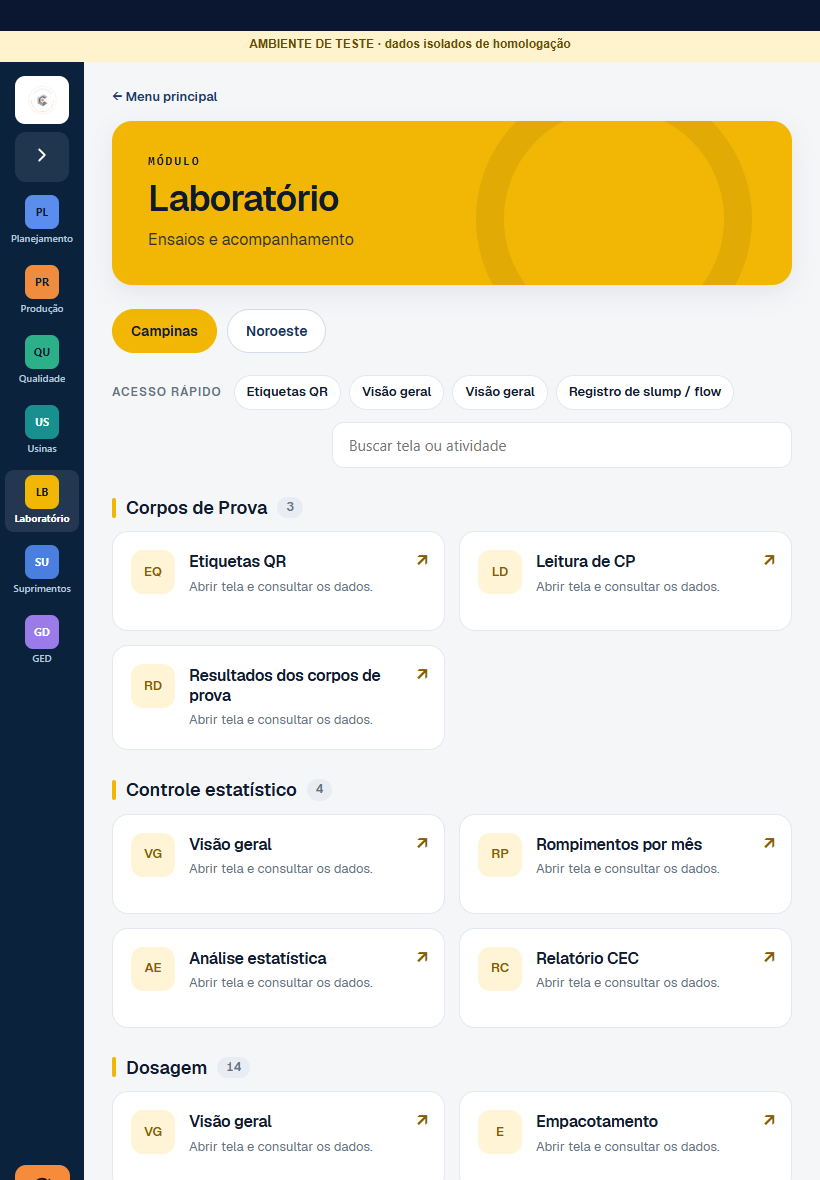 AMBIENTE DE TESTE · dados isolados de homologação
← Menu principal
MÓDULO
Laboratório
Ensaios e acompanhamento
Campinas
Noroeste
ACESSO RÁPIDO
Etiquetas QR
Visão geral
Visão geral
Registro de slump / flow
Buscar tela ou atividade
PL
Planejamento
PR
Produção
QU
Qualidade
US
Usinas
LB
Laboratório
SU
Suprimentos
GD
GED
Corpos de Prova 3
EQ
Etiquetas QR
Abrir tela e consultar os dados.
LD
Leitura de CP
Abrir tela e consultar os dados.
RD
Resultados dos corpos de
prova
Abrir tela e consultar os dados.
Controle estatístico 4
VG
Visão geral
Abrir tela e consultar os dados.
RP
Rompimentos por mês
Abrir tela e consultar os dados.
AE
Análise estatística
Abrir tela e consultar os dados.
RC
Relatório CEC
Abrir tela e consultar os dados.
Dosagem 14
VG
Visão geral
Abrir tela e consultar os dados.
E
Empacotamento
Abrir tela e consultar os dados.